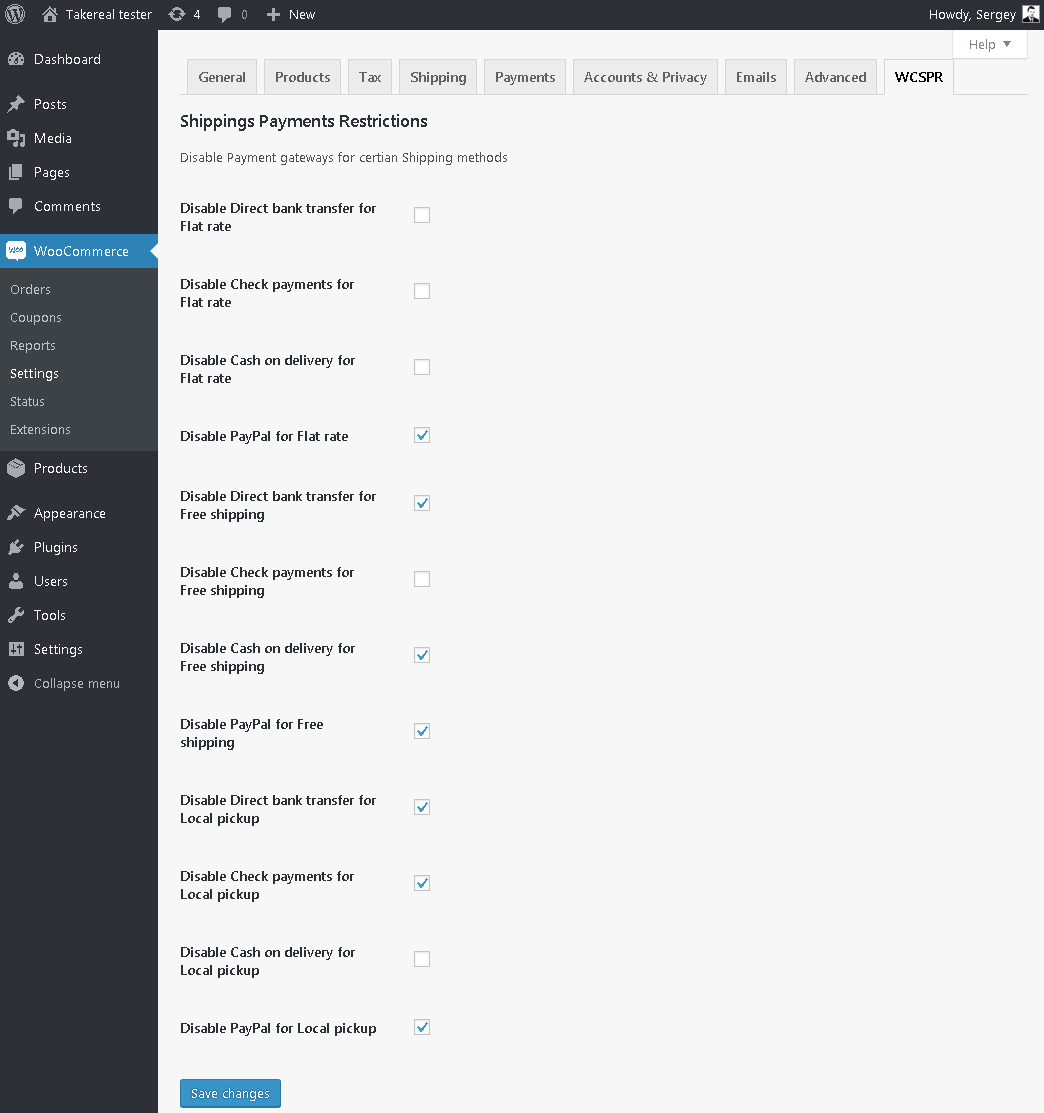 Takereal tester 4 0 New Howdy, Sergey
Help
Dashboard
Posts
Media
Pages
Comments
Woo WooCommerce
Orders
Coupons
Reports
Settings
Status
Extensions
Products
Appearance
Plugins
Users
Tools
Settings
Collapse menu
General Products Tax Shipping Payments Accounts & Privacy Emails Advanced WCSPR
Shippings Payments Restrictions
Disable Payment gateways for certian Shipping methods
Disable Direct bank transfer for
Flat rate
Disable Check payments for
Flat rate
Disable Cash on delivery for
Flat rate
Disable PayPal for Flat rate
Disable Direct bank transfer for
Free shipping
Disable Check payments for
Free shipping
Disable Cash on delivery for
Free shipping
Disable PayPal for Free
shipping
Disable Direct bank transfer for
Local pickup
Disable Check payments for
Local pickup
Disable Cash on delivery for
Local pickup
Disable PayPal for Local pickup
Save changes